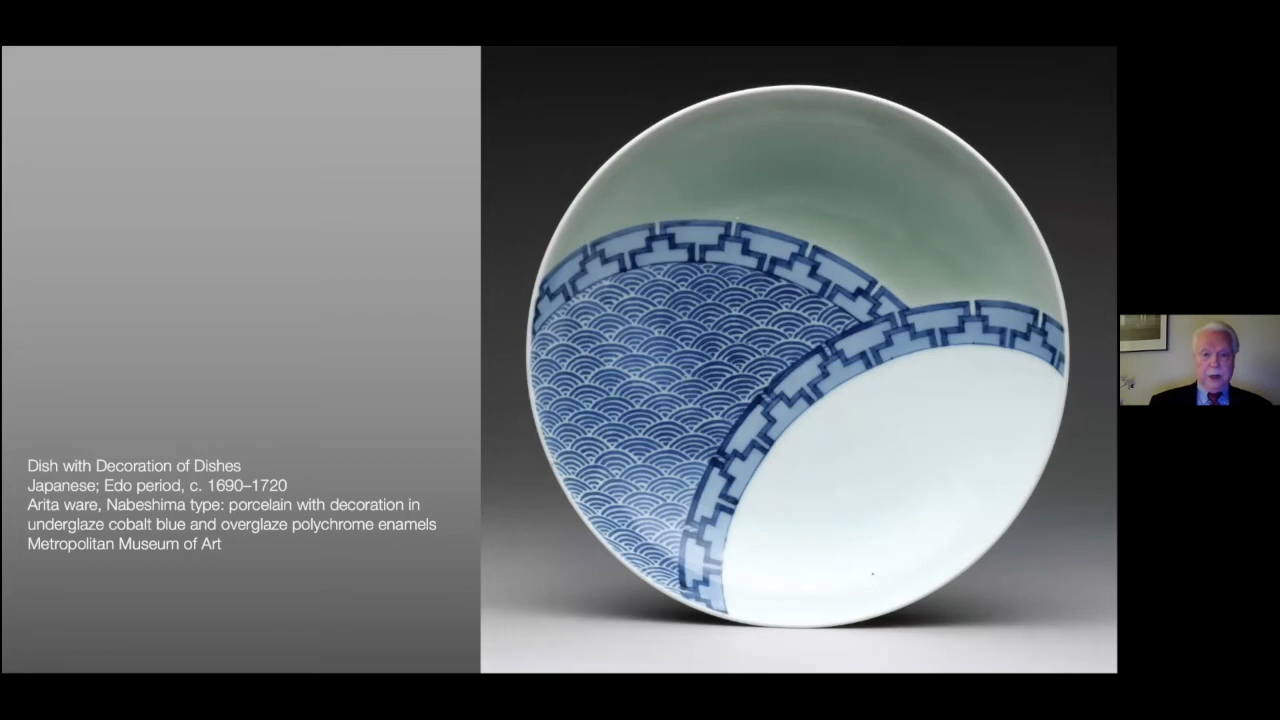 Dish with Decoration of Dishes
Japanese; Edo period, c. 1690–1720
Arita ware, Nabeshima type: porcelain with decoration in
underglaze cobalt blue and overglaze polychrome enamels
Metropolitan Museum of Art